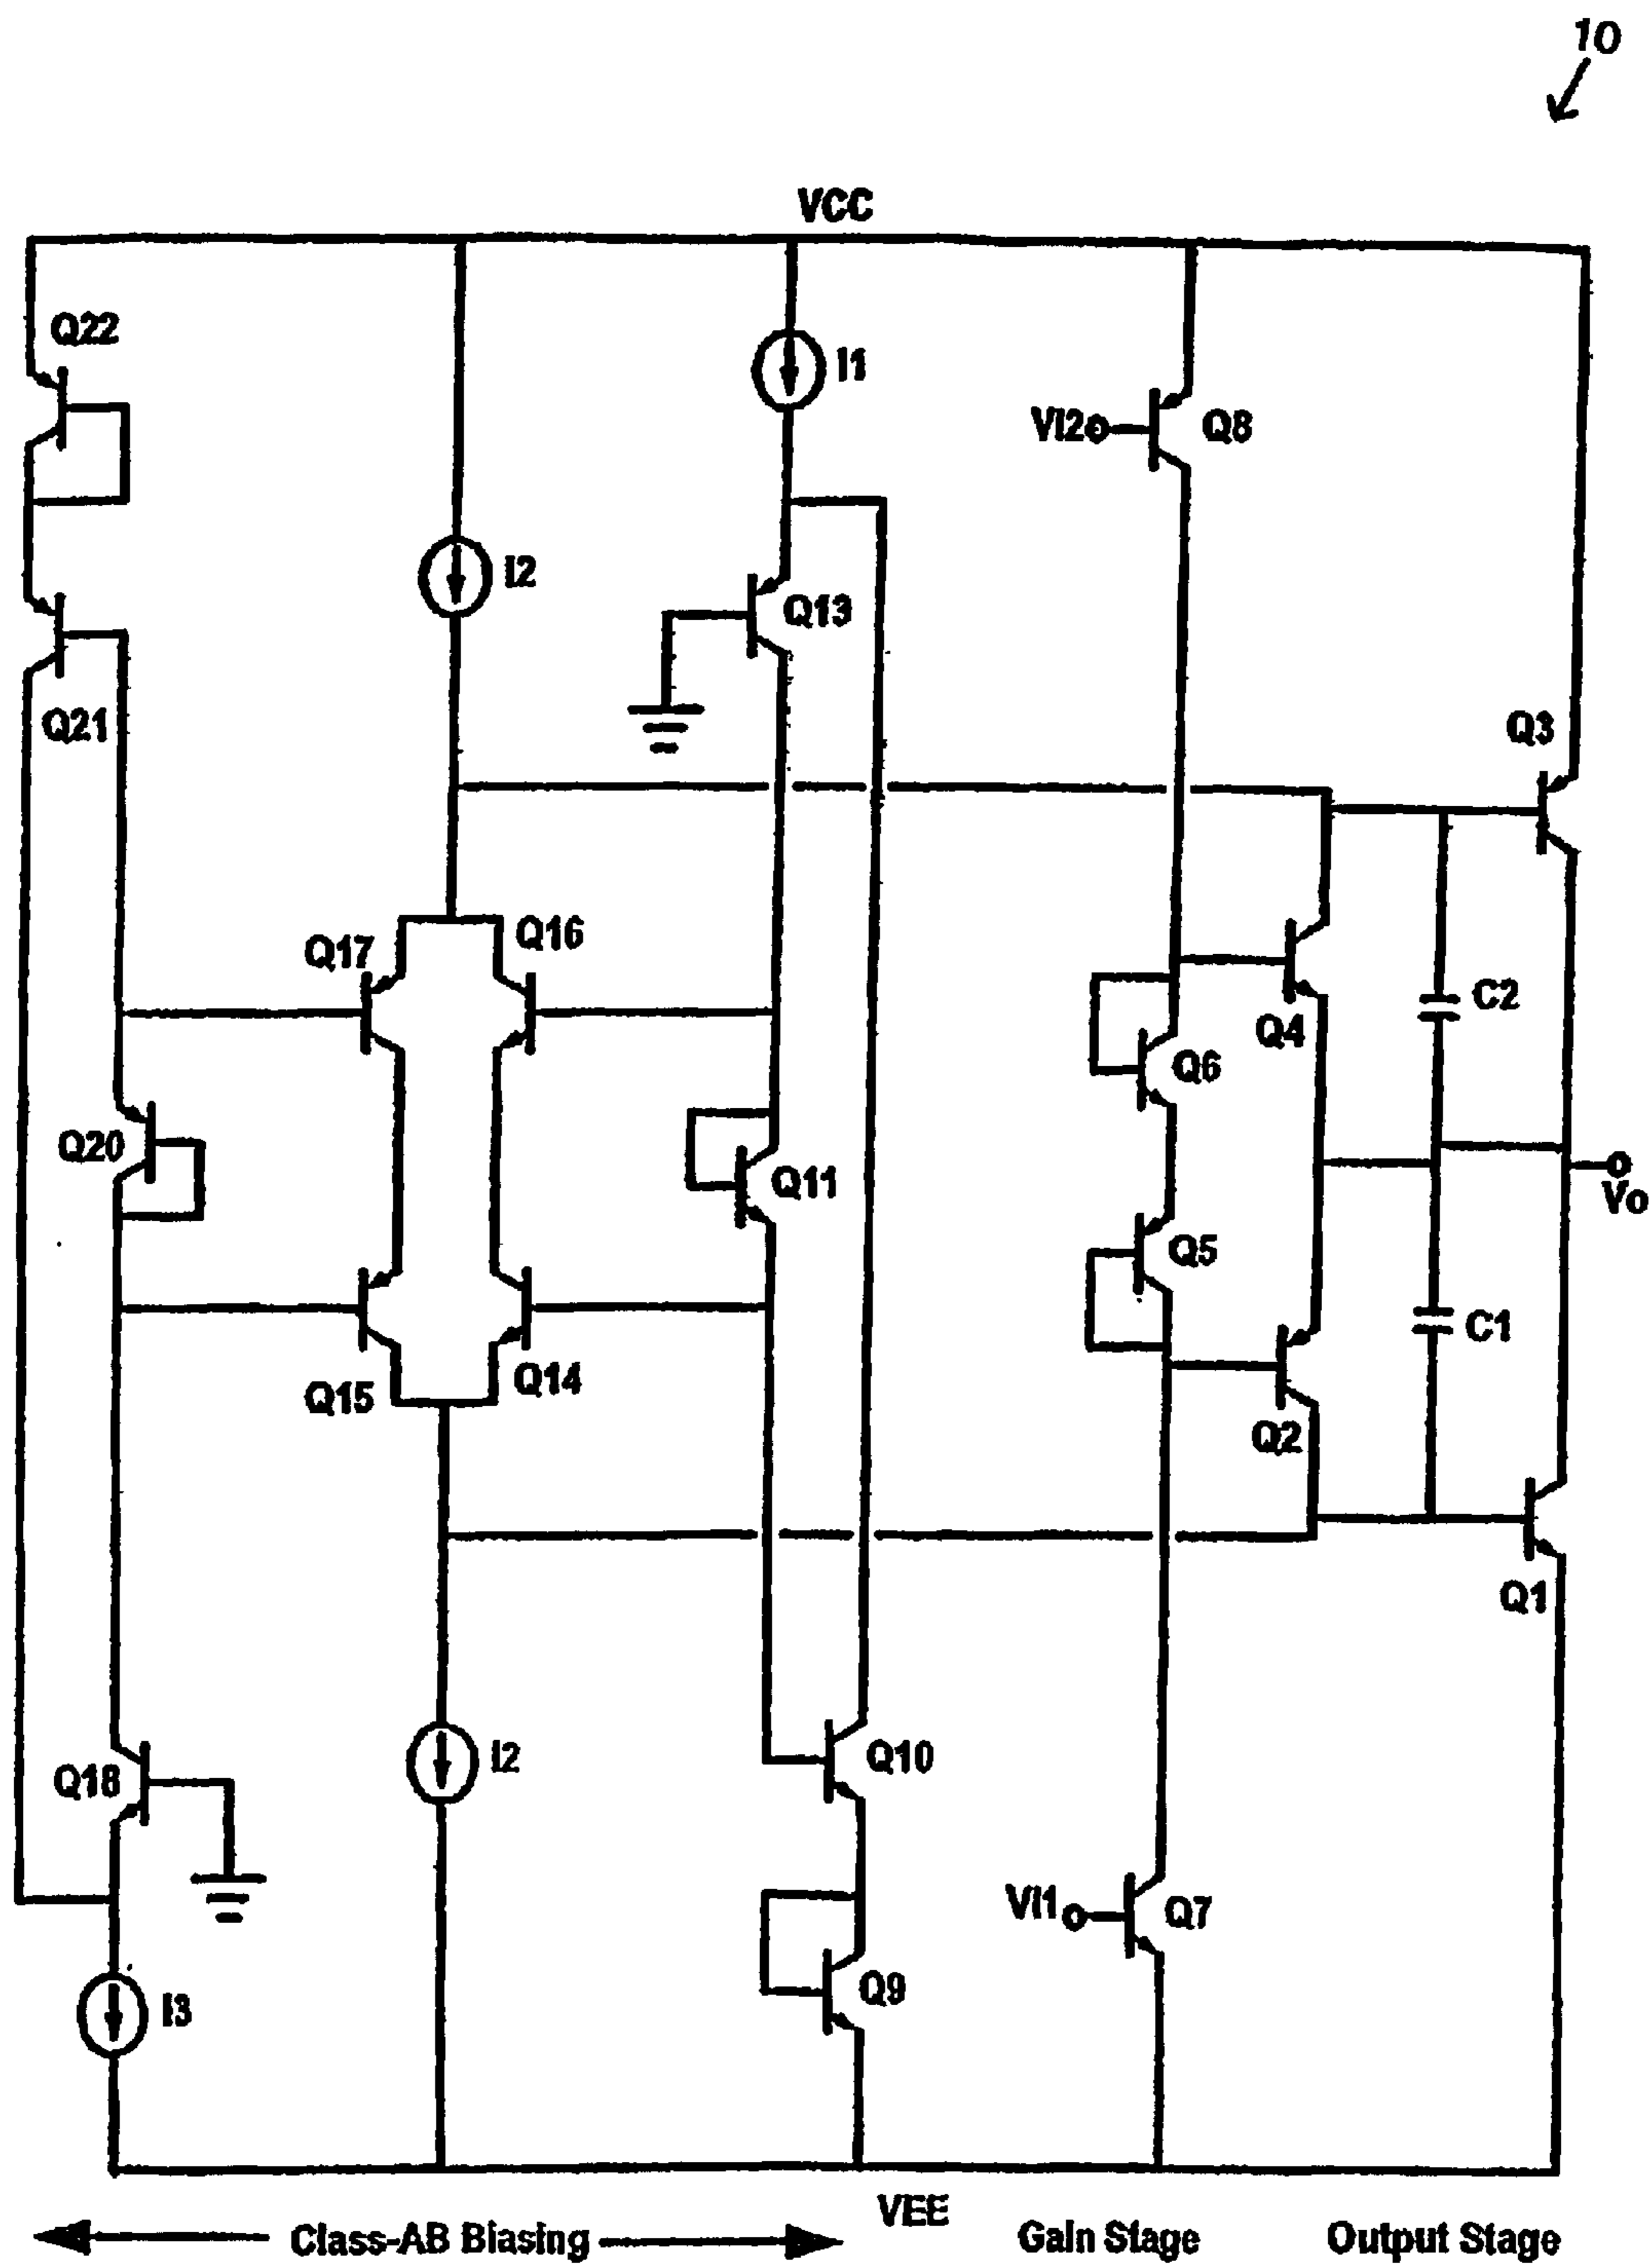 10
VCC
Q22
I1
VI2
Q8
I2
Q13
Q21
Q3
Q17
Q16
C2
Q4
Q6
Q20
Q11
Vo
Q5
C1
Q15
Q14
Q2
Q1
Q18
I2
Q10
VI1
Q7
I3
Q9
VEE
Class-AB Biasing
Gain Stage
Output Stage